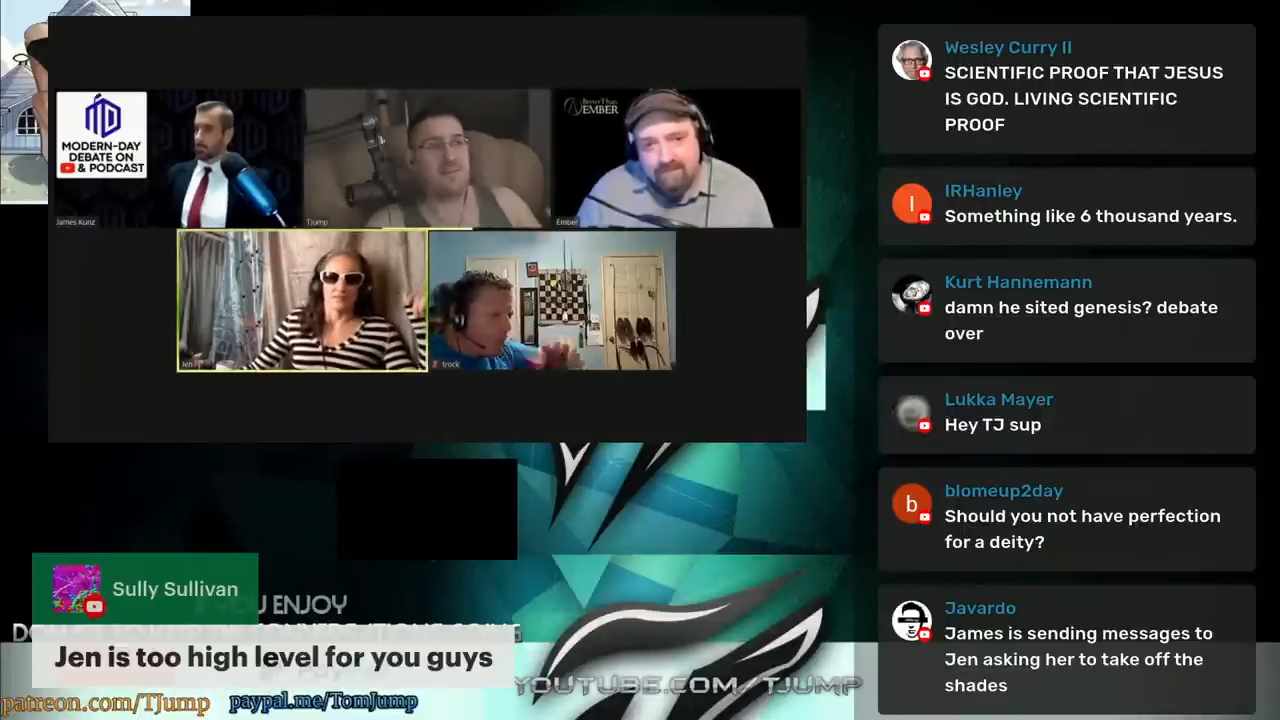 MODERN-DAY
DEBATE ON
& PODCAST
James Kunz
TJump
BetterThan
EMBER
Ember
Jen
trock
Wesley Curry II
SCIENTIFIC PROOF THAT JESUS
IS GOD. LIVING SCIENTIFIC
PROOF
IRHanley
Something like 6 thousand years.
Kurt Hannemann
damn he sited genesis? debate
over
Lukka Mayer
Hey TJ sup
blomeup2day
Should you not have perfection
for a deity?
Javardo
James is sending messages to
Jen asking her to take off the
shades
Sully Sullivan
ENJOY
Jen is too high level for you guys
patreon.com/TJump
paypal.me/TomJump
YOUTUBE.COM/TJUMP